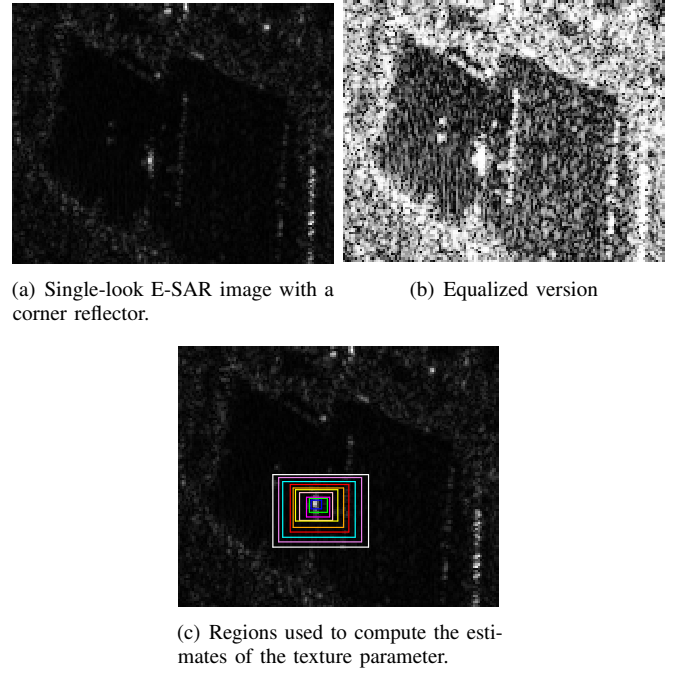 (a) Single-look E-SAR image with a
corner reflector.
(b) Equalized version
(c) Regions used to compute the esti-
mates of the texture parameter.